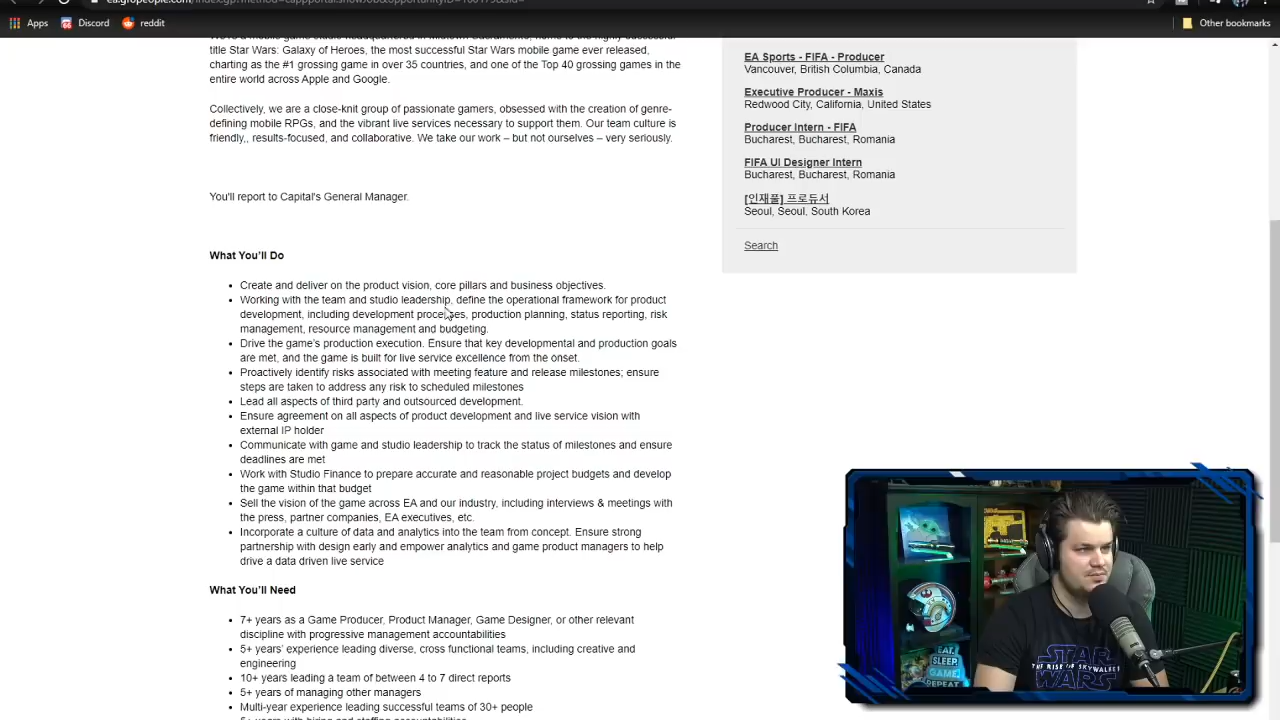 Apps
Discord
reddit
Other bookmarks
title Star Wars: Galaxy of Heroes, the most successful Star Wars mobile game ever released,
charting as the #1 grossing game in over 35 countries, and one of the Top 40 grossing games in the
entire world across Apple and Google.
Collectively, we are a close-knit group of passionate gamers, obsessed with the creation of genre-
defining mobile RPGs, and the vibrant live services necessary to support them. Our team culture is
friendly,, results-focused, and collaborative. We take our work – but not ourselves – very seriously.
You'll report to Capital's General Manager.
What You'll Do
Create and deliver on the product vision, core pillars and business objectives.
Working with the team and studio leadership, define the operational framework for product
development, including development processes, production planning, status reporting, risk
management, resource management and budgeting.
Drive the game's production execution. Ensure that key developmental and production goals
are met, and the game is built for live service excellence from the onset.
Proactively identify risks associated with meeting feature and release milestones; ensure
steps are taken to address any risk to scheduled milestones
Lead all aspects of third party and outsourced development.
Ensure agreement on all aspects of product development and live service vision with
external IP holder
Communicate with game and studio leadership to track the status of milestones and ensure
deadlines are met
Work with Studio Finance to prepare accurate and reasonable project budgets and develop
the game within that budget
Sell the vision of the game across EA and our industry, including interviews & meetings with
the press, partner companies, EA executives, etc.
Incorporate a culture of data and analytics into the team from concept. Ensure strong
partnership with design early and empower analytics and game product managers to help
drive a data driven live service
What You'll Need
7+ years as a Game Producer, Product Manager, Game Designer, or other relevant
discipline with progressive management accountabilities
5+ years' experience leading diverse, cross functional teams, including creative and
engineering
10+ years leading a team of between 4 to 7 direct reports
5+ years of managing other managers
Multi-year experience leading successful teams of 30+ people
EA Sports - FIFA - Producer
Vancouver, British Columbia, Canada
Executive Producer - Maxis
Redwood City, California, United States
Producer Intern - FIFA
Bucharest, Bucharest, Romania
FIFA UI Designer Intern
Bucharest, Bucharest, Romania
[인재풀] 프로듀서
Seoul, Seoul, South Korea
Search
EAT.
SLEEP.
GAME.
REPEAT
STAR
THE RISE OF SKYWALKER
WARS